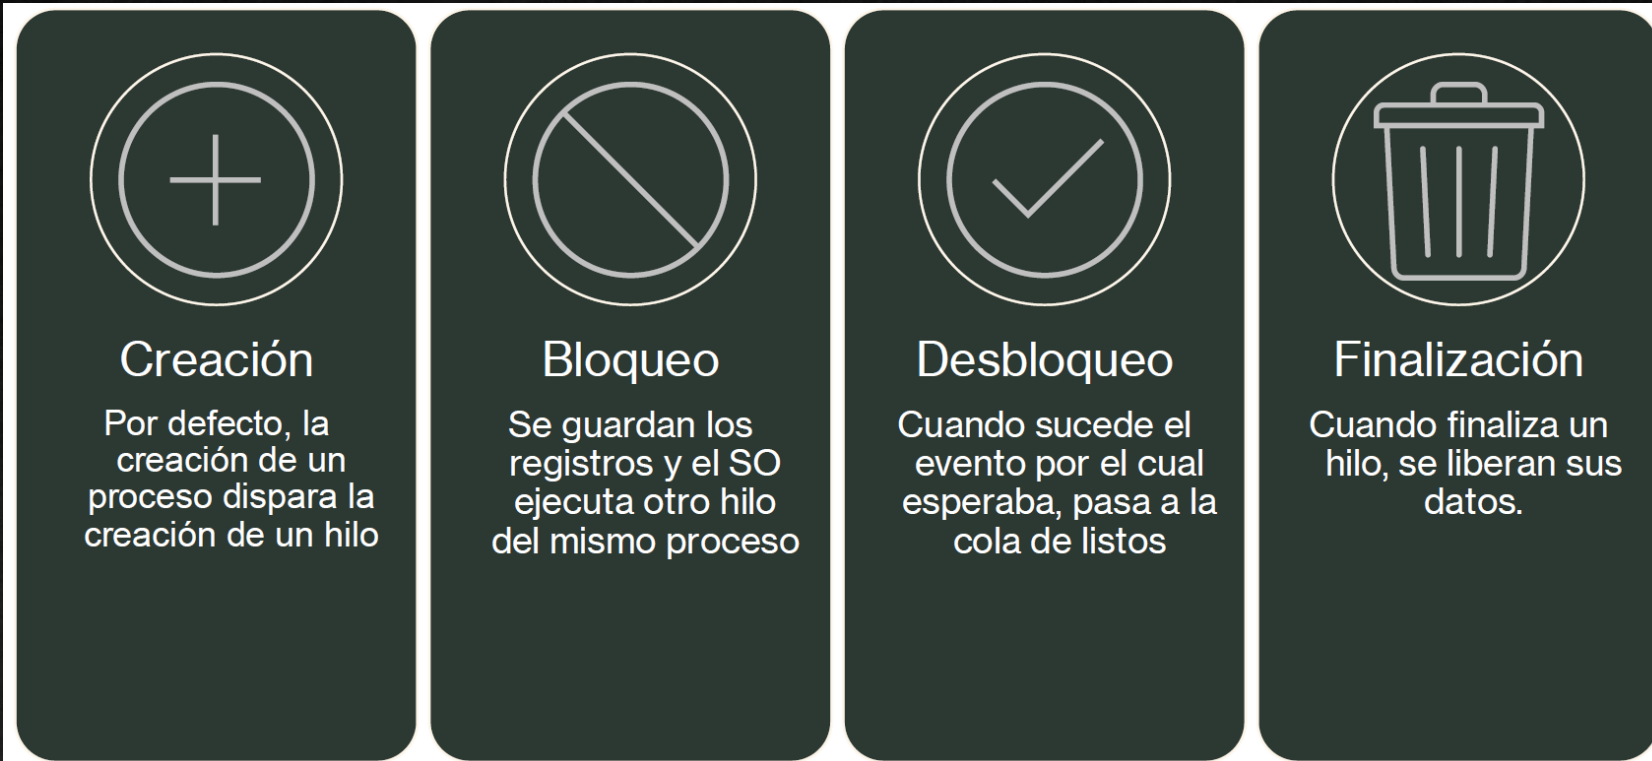 Creación
Por defecto, la
creación de un
proceso dispara la
creación de un hilo
Bloqueo
Se guardan los
registros y el SO
ejecuta otro hilo
del mismo proceso
Desbloqueo
Cuando sucede el
evento por el cual
esperaba, pasa a la
cola de listos
Finalización
Cuando finaliza un
hilo, se liberan sus
datos.